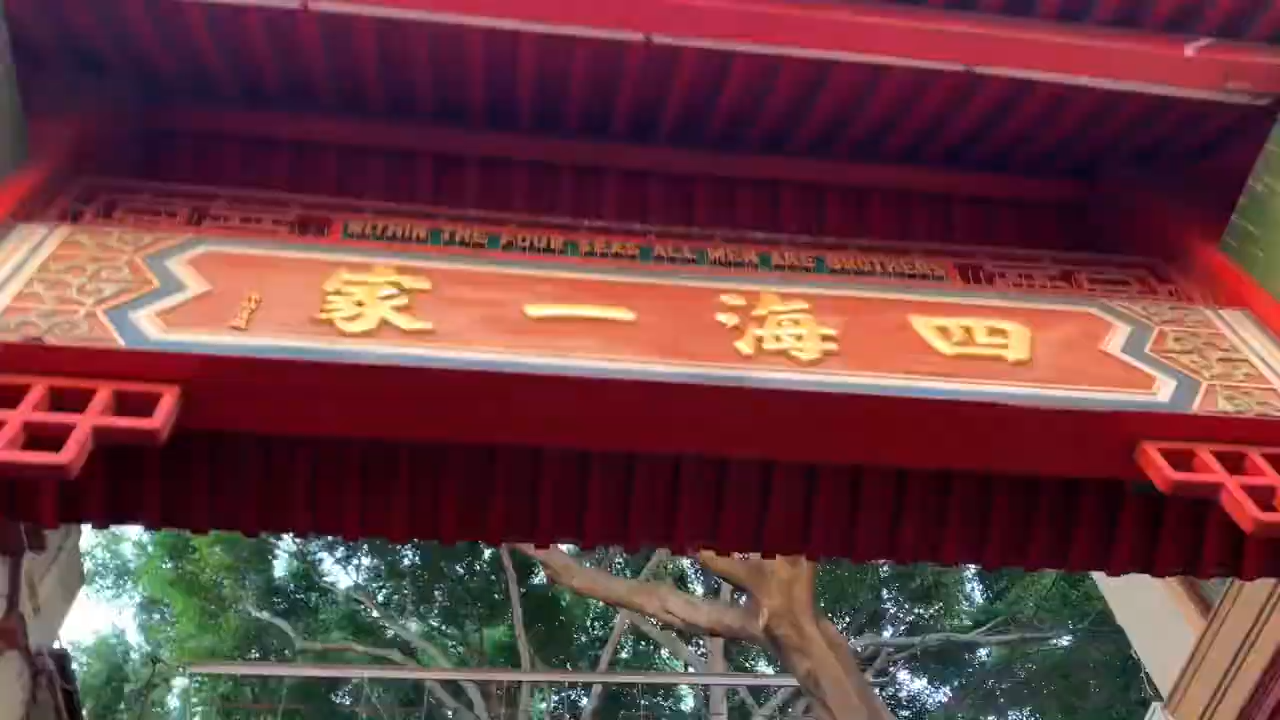 WITHIN THE FOUR SEAS ALL MEN ARE BROTHERS
四海一家